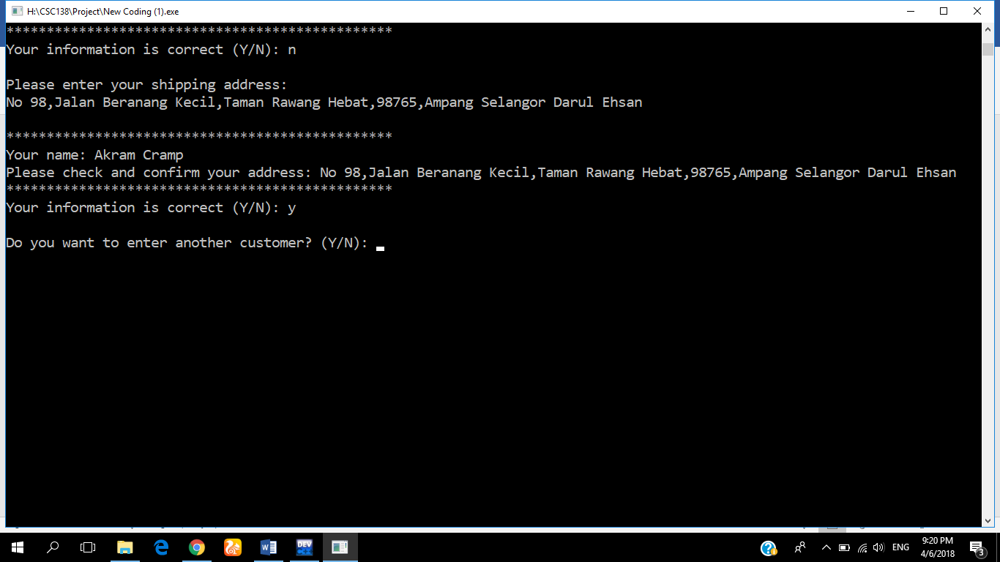 H:\CSC138\Project\New Coding (1).exe
************************************************
Your information is correct (Y/N): n
Please enter your shipping address:
No 98,Jalan Beranang Kecil,Taman Rawang Hebat,98765,Ampang Selangor Darul Ehsan
************************************************
Your name: Akram Cramp
Please check and confirm your address: No 98,Jalan Beranang Kecil,Taman Rawang Hebat,98765,Ampang Selangor Darul Ehsan
************************************************
Your information is correct (Y/N): y
Do you want to enter another customer? (Y/N):
DEV
ENG
9:20 PM
4/6/2018
3